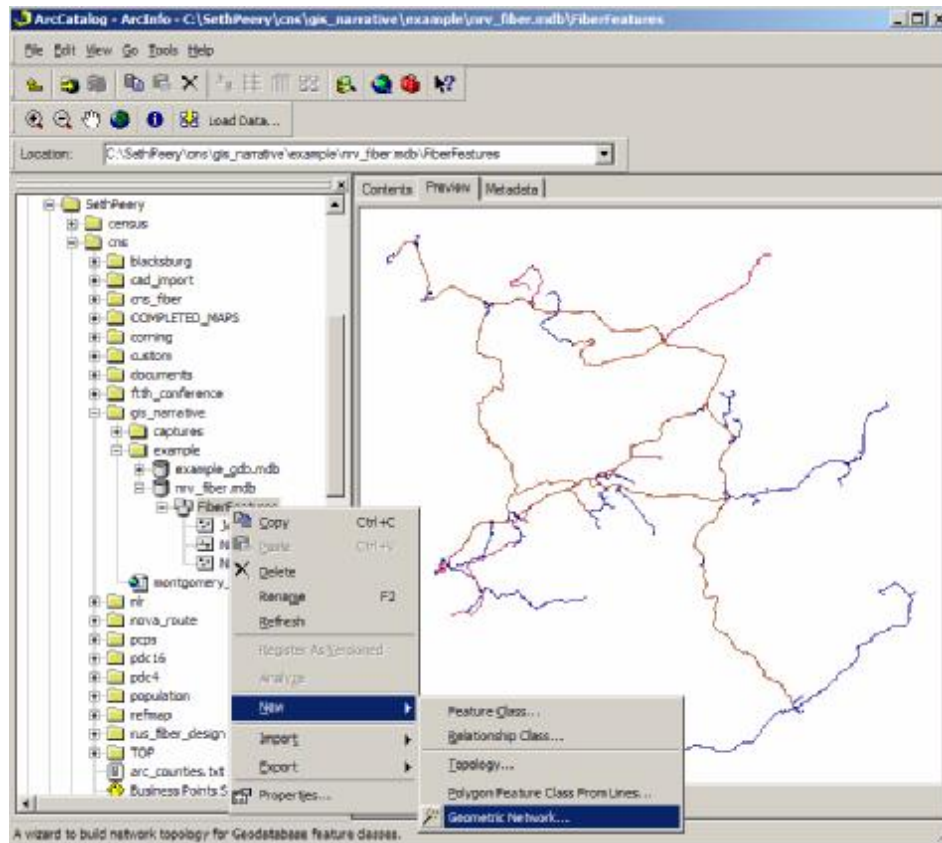 ArcCatalog - ArcInfo - C:\SethPeery\cns\gis_narrative\example\nrv_fiber.mdb\FiberFeatures
File Edit View Go Tools Help
Load Data...
Location: C:\SethPeery\cns\gis_narrative\example\nrv_fiber.mdb\FiberFeatures
Contents Preview Metadata
SethPeery
census
cns
blacksburg
cad_import
cns_fiber
COMPLETED_MAPS
corning
custom
documents
ftth_conference
gis_narrative
captures
example
example_gdb.mdb
nrv_fiber.mdb
FiberFeatures
montgomery_
nlr
nova_route
pcps
pdc16
pdc4
population
refmap
rus_fiber_design
TOP
arc_counties.txt
Business Points S
Copy Ctrl+C
Paste Ctrl+V
Delete
Rename F2
Refresh
Register As Versioned
Analyze
New
Import
Export
Properties...
Feature Class...
Relationship Class...
Topology...
Polygon Feature Class From Lines...
Geometric Network...
A wizard to build network topology for Geodatabase feature classes.